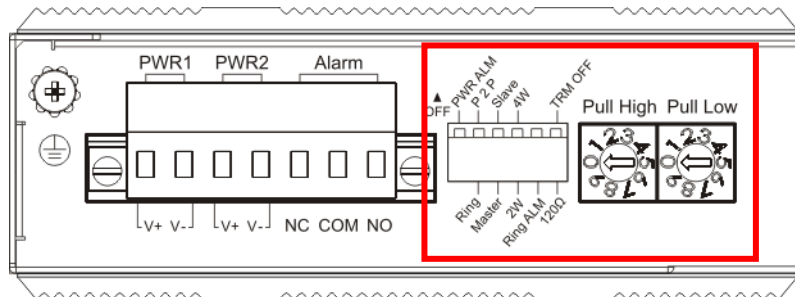 PWR1 PWR2 Alarm
V+ V- V+ V- NC COM NO
OFF
PWR ALM
P 2 P
Slave
4W
TRM OFF
Ring
Master
2W
Ring ALM
120Ω
Pull High Pull Low
0 1 2 3 4 5 6 7 8 9
0 1 2 3 4 5 6 7 8 9